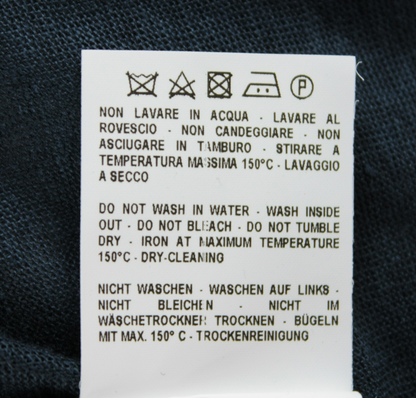 P
NON LAVARE IN ACQUA - LAVARE AL
ROVESCIO - NON CANDEGGIARE - NON
ASCIUGARE IN TAMBURO - STIRARE A
TEMPERATURA MASSIMA 150°C - LAVAGGIO
A SECCO
DO NOT WASH IN WATER - WASH INSIDE
OUT - DO NOT BLEACH - DO NOT TUMBLE
DRY - IRON AT MAXIMUM TEMPERATURE
150°C - DRY-CLEANING
NICHT WASCHEN - WASCHEN AUF LINKS -
NICHT BLEICHEN - NICHT IM
WÄSCHETROCKNER TROCKNEN - BÜGELN
MIT MAX. 150° C - TROCKENREINIGUNG